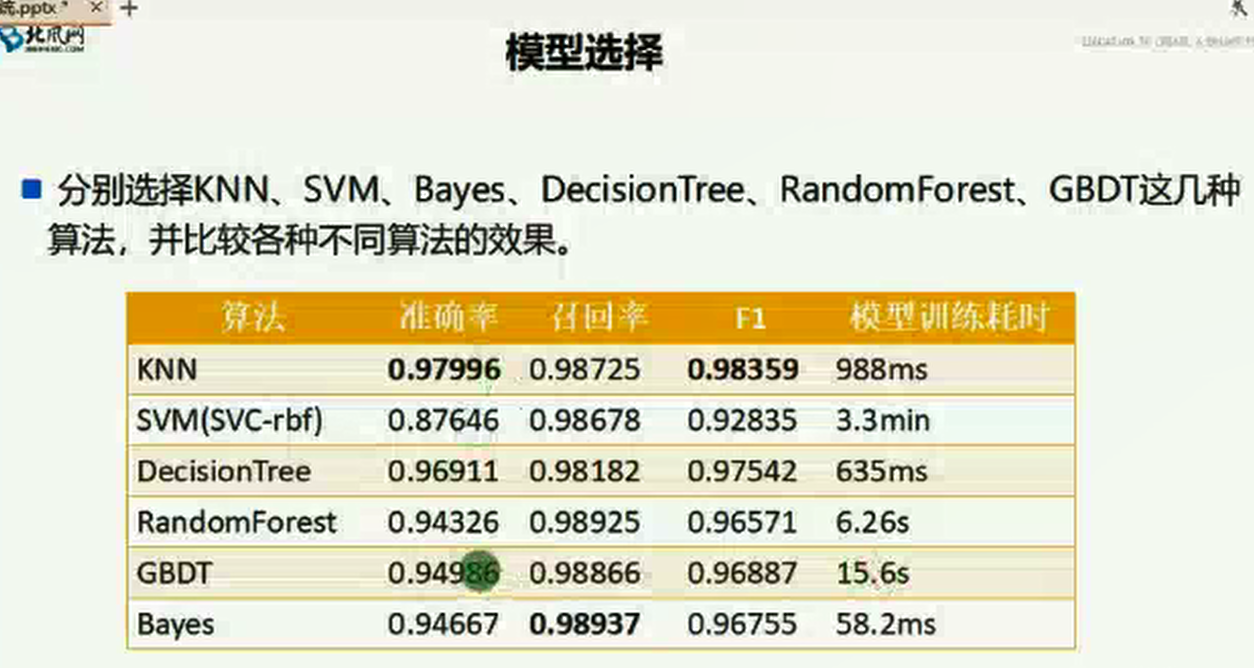 统.pptx *
北风网
模型选择
分别选择KNN、SVM、Bayes、DecisionTree、RandomForest、GBDT这几种
算法，并比较各种不同算法的效果。
算法 准确率 召回率 F1 模型训练耗时
KNN 0.97996 0.98725 0.98359 988ms
SVM(SVC-rbf) 0.87646 0.98678 0.92835 3.3min
DecisionTree 0.96911 0.98182 0.97542 635ms
RandomForest 0.94326 0.98925 0.96571 6.26s
GBDT 0.94986 0.98866 0.96887 15.6s
Bayes 0.94667 0.98937 0.96755 58.2ms